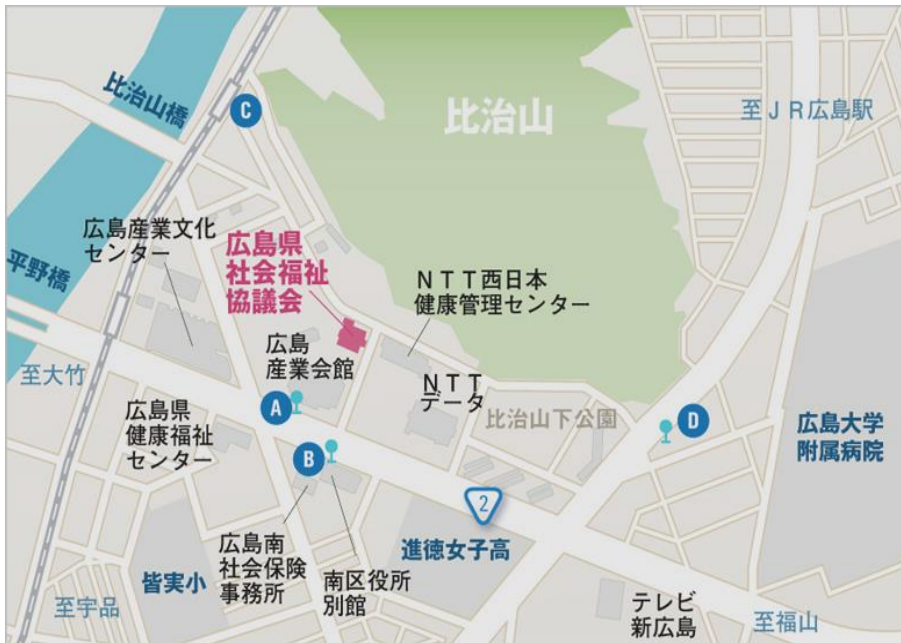 比治山橋
C
比治山
至ＪＲ広島駅
広島産業文化
センター
平野橋
広島県
社会福祉
協議会
ＮＴＴ西日本
健康管理センター
広島
産業会館
至大竹
ＮＴＴ
データ
A
比治山下公園
D
広島県
健康福祉
センター
広島大学
附属病院
B
2
広島南
社会保険
事務所
進徳女子高
皆実小
南区役所
別館
至宇品
テレビ
新広島
至福山